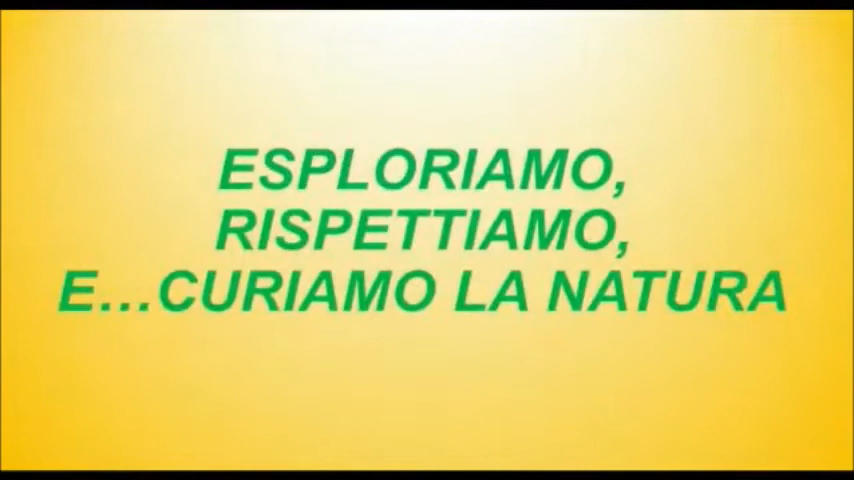 ESPLORIAMO,
RISPETTIAMO,
E...CURIAMO LA NATURA